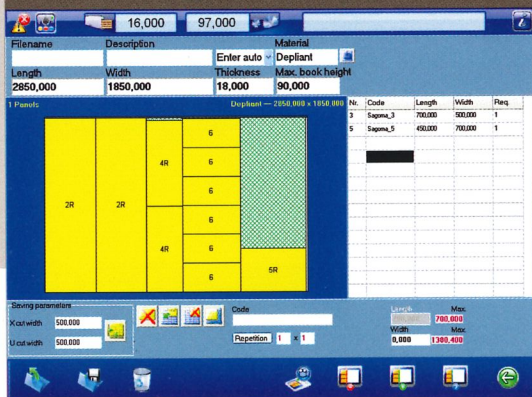 16,000 97,000
Filename Description Material
Enter auto Depliant
Length Width Thickness Max. book height
2850,000 1850,000 18,000 90,000
1 Panels Depliant — 2850,000 x 1850,000
Nr. Code Length Width Req.
3 Sagoma_3 700,000 500,000 1
5 Sagoma_5 450,000 700,000 1
6
4R
6
6
2R 2R
6
4R
6
6
5R
Saving parameters
X cut width 500,000
U cut width 500,000
Code
Repetition 1 x 1
Length Max.
700,000
Width Max.
0,000 1300,400